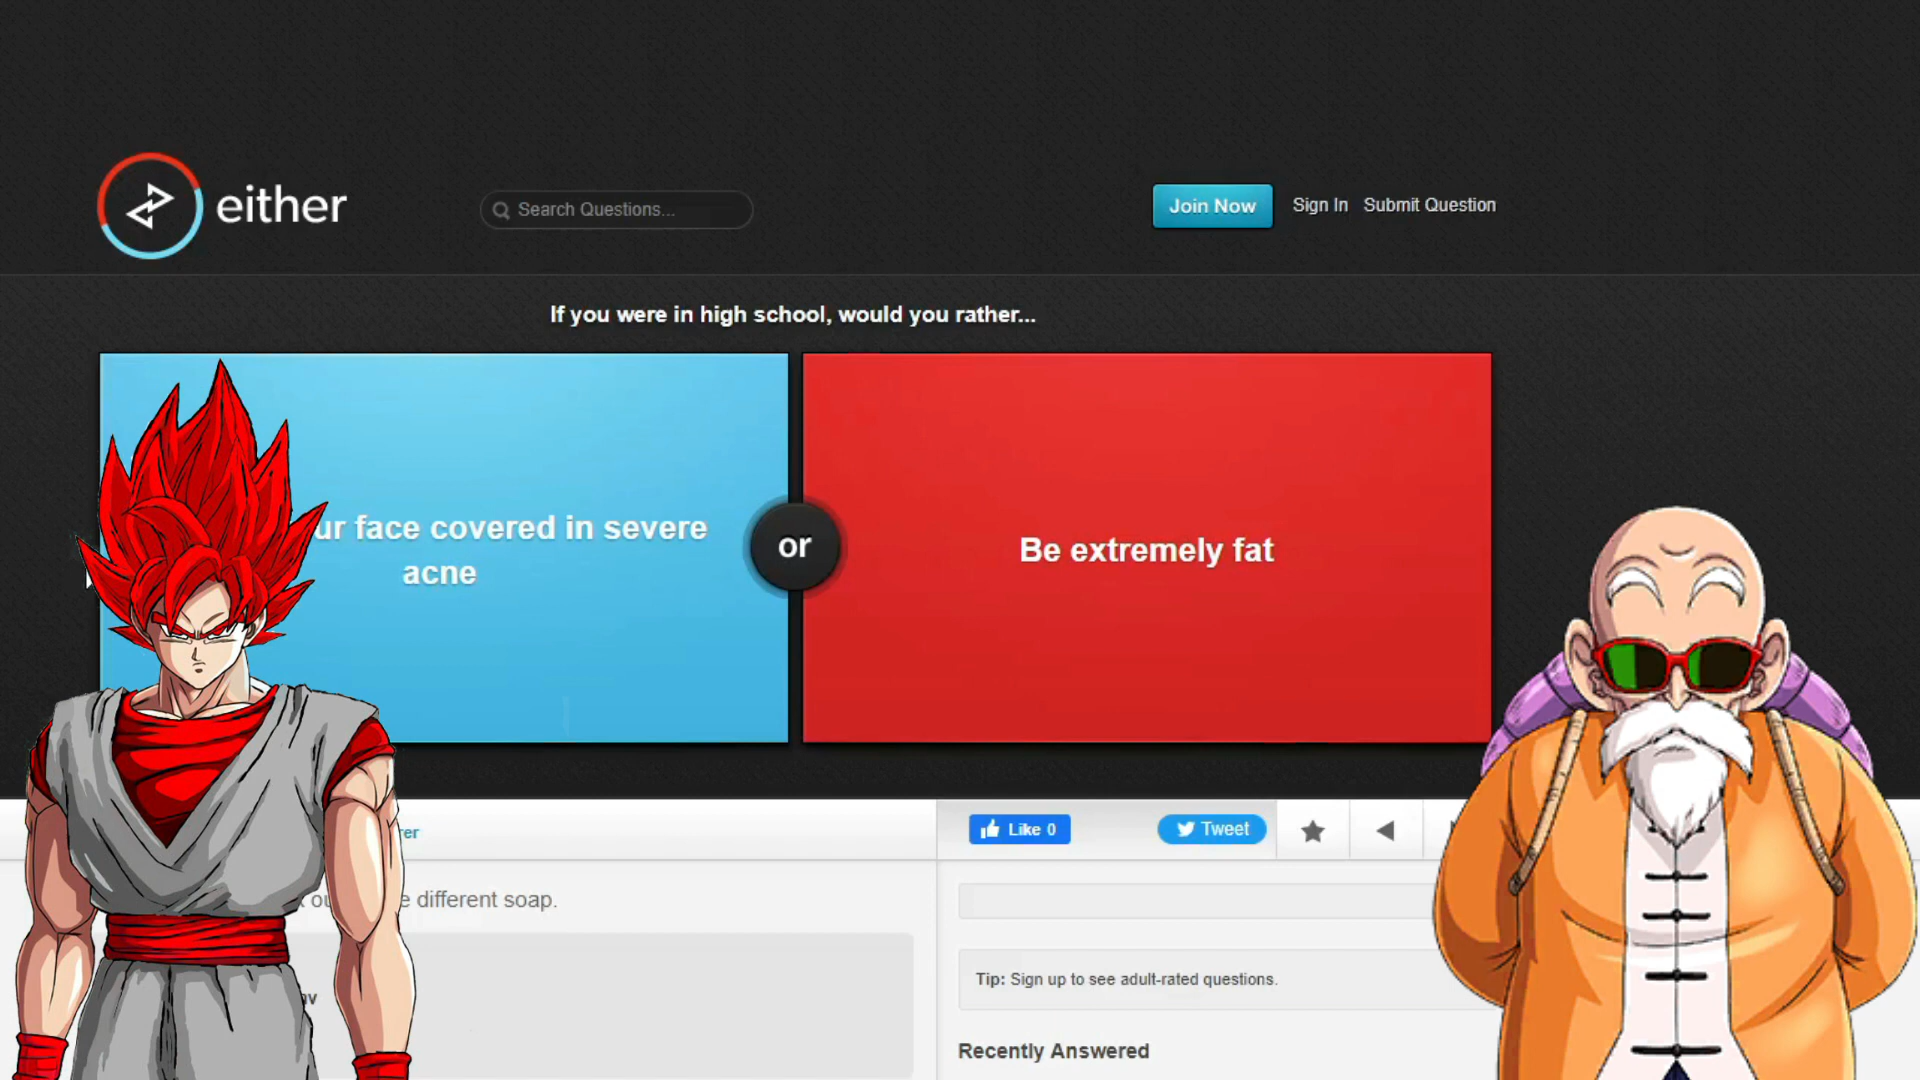 either
Search Questions...
Join Now
Sign In
Submit Question
If you were in high school, would you rather...
face covered in severe
acne
or
Be extremely fat
Like 0
Tweet
different soap.
Tip: Sign up to see adult-rated questions.
Recently Answered